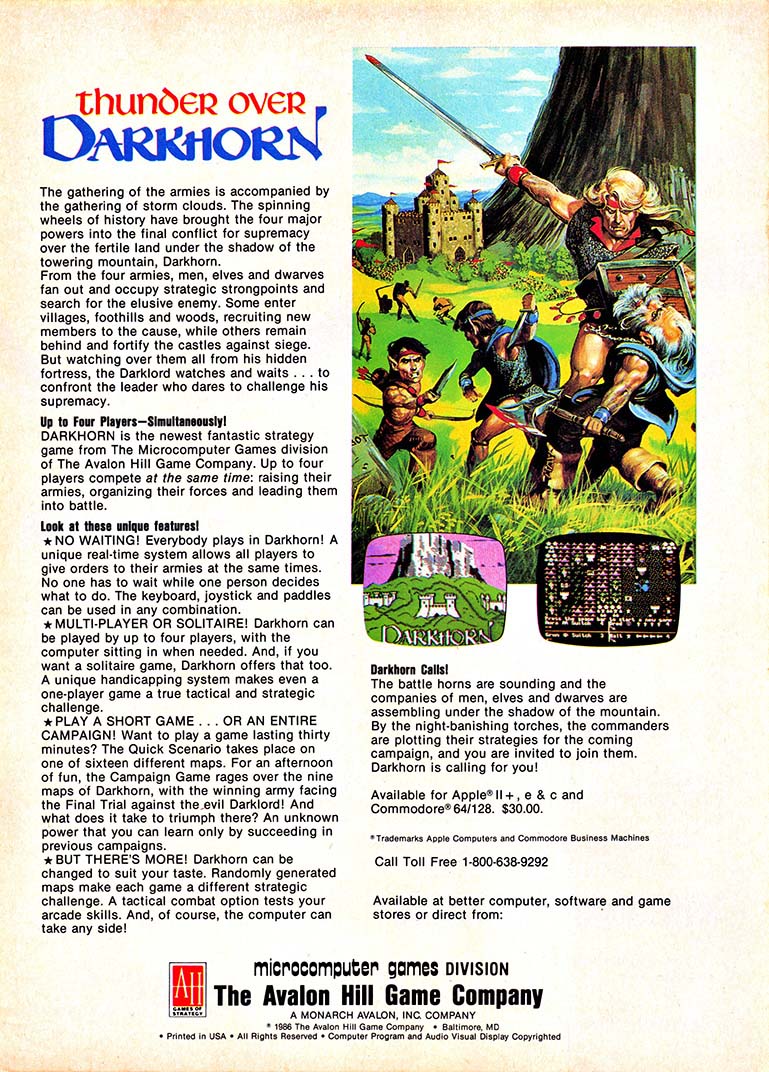 thunder over
DARKHORN
The gathering of the armies is accompanied by
the gathering of storm clouds. The spinning
wheels of history have brought the four major
powers into the final conflict for supremacy
over the fertile land under the shadow of the
towering mountain, Darkhorn.
From the four armies, men, elves and dwarves
fan out and occupy strategic strongpoints and
search for the elusive enemy. Some enter
villages, foothills and woods, recruiting new
members to the cause, while others remain
behind and fortify the castles against siege.
But watching over them all from his hidden
fortress, the Darklord watches and waits . . . to
confront the leader who dares to challenge his
supremacy.
Up to Four Players—Simultaneously!
DARKHORN is the newest fantastic strategy
game from The Microcomputer Games division
of The Avalon Hill Game Company. Up to four
players compete at the same time: raising their
armies, organizing their forces and leading them
into battle.
Look at these unique features!
★NO WAITING! Everybody plays in Darkhorn! A
unique real-time system allows all players to
give orders to their armies at the same times.
No one has to wait while one person decides
what to do. The keyboard, joystick and paddles
can be used in any combination.
★MULTI-PLAYER OR SOLITAIRE! Darkhorn can
be played by up to four players, with the
computer sitting in when needed. And, if you
want a solitaire game, Darkhorn offers that too.
A unique handicapping system makes even a
one-player game a true tactical and strategic
challenge.
★PLAY A SHORT GAME . . . OR AN ENTIRE
CAMPAIGN! Want to play a game lasting thirty
minutes? The Quick Scenario takes place on
one of sixteen different maps. For an afternoon
of fun, the Campaign Game rages over the nine
maps of Darkhorn, with the winning army facing
the Final Trial against the evil Darklord! And
what does it take to triumph there? An unknown
power that you can learn only by succeeding in
previous campaigns.
★BUT THERE'S MORE! Darkhorn can be
changed to suit your taste. Randomly generated
maps make each game a different strategic
challenge. A tactical combat option tests your
arcade skills. And, of course, the computer can
take any side!
DARKHORN
Darkhorn Calls!
The battle horns are sounding and the
companies of men, elves and dwarves are
assembling under the shadow of the mountain.
By the night-banishing torches, the commanders
are plotting their strategies for the coming
campaign, and you are invited to join them.
Darkhorn is calling for you!
Available for Apple® II+, e & c and
Commodore® 64/128. $30.00.
®Trademarks Apple Computers and Commodore Business Machines
Call Toll Free 1-800-638-9292
Available at better computer, software and game
stores or direct from:
AH
GAMES OF
STRATEGY
microcomputer games DIVISION
The Avalon Hill Game Company
A MONARCH AVALON, INC. COMPANY
® 1986 The Avalon Hill Game Company • Baltimore, MD
• Printed in USA • All Rights Reserved • Computer Program and Audio Visual Display Copyrighted